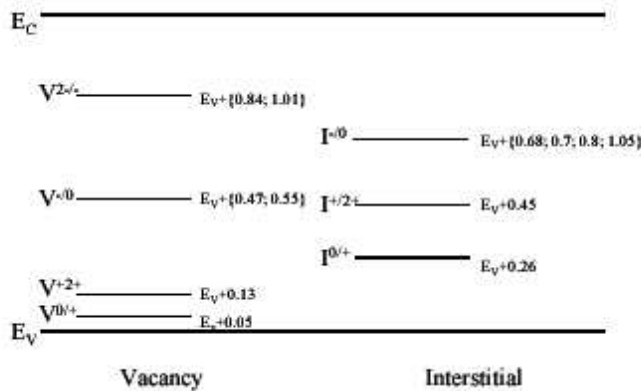 E_C
V^2-/- E_V+{0.84; 1.01}
I^-/0 E_V+{0.68; 0.7; 0.8; 1.05}
V^-/0 E_V+{0.47; 0.55}
I^+/2+ E_V+0.45
I^0/+ E_V+0.26
V^+2+ E_V+0.13
V^0/+ E_v+0.05
E_V
Vacancy Interstitial